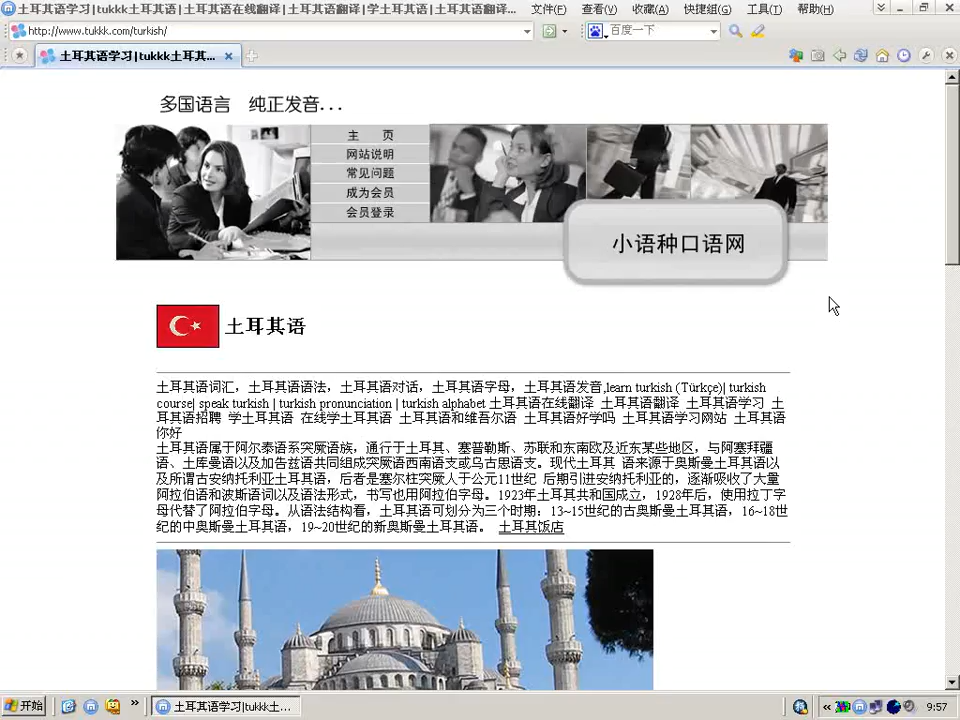 土耳其语学习|tukkk土耳其语|土耳其语在线翻译|土耳其语翻译|学土耳其语|土耳其语翻译... 文件(F) 查看(V) 收藏(A) 快捷组(G) 工具(T) 帮助(H)
http://www.tukkk.com/turkish/ 百度一下
土耳其语学习|tukkk土耳其...
多国语言 纯正发音...
主 页
网站说明
常见问题
成为会员
会员登录
小语种口语网
土耳其语
土耳其语词汇，土耳其语语法，土耳其语对话，土耳其语字母，土耳其语发音,learn turkish (Türkçe)| turkish
course| speak turkish | turkish pronunciation | turkish alphabet 土耳其语在线翻译 土耳其语翻译 土耳其语学习 土
耳其语招聘 学土耳其语 在线学土耳其语 土耳其语和维吾尔语 土耳其语好学吗 土耳其语学习网站 土耳其语
你好
土耳其语属于阿尔泰语系突厥语族，通行于土耳其、塞普勒斯、苏联和东南欧及近东某些地区，与阿塞拜疆
语、土库曼语以及加告兹语共同组成突厥语西南语支或乌古思语支。现代土耳其 语来源于奥斯曼土耳其语以
及所谓古安纳托利亚土耳其语，后者是塞尔柱突厥人于公元11世纪 后期引进安纳托利亚的，逐渐吸收了大量
阿拉伯语和波斯语词以及语法形式，书写也用阿拉伯字母。1923年土耳其共和国成立，1928年后，使用拉丁字
母代替了阿拉伯字母。从语法结构看，土耳其语可划分为三个时期：13~15世纪的古奥斯曼土耳其语，16~18世
纪的中奥斯曼土耳其语，19~20世纪的新奥斯曼土耳其语。 土耳其饭店
开始 土耳其语学习|tukkk土... 9:57